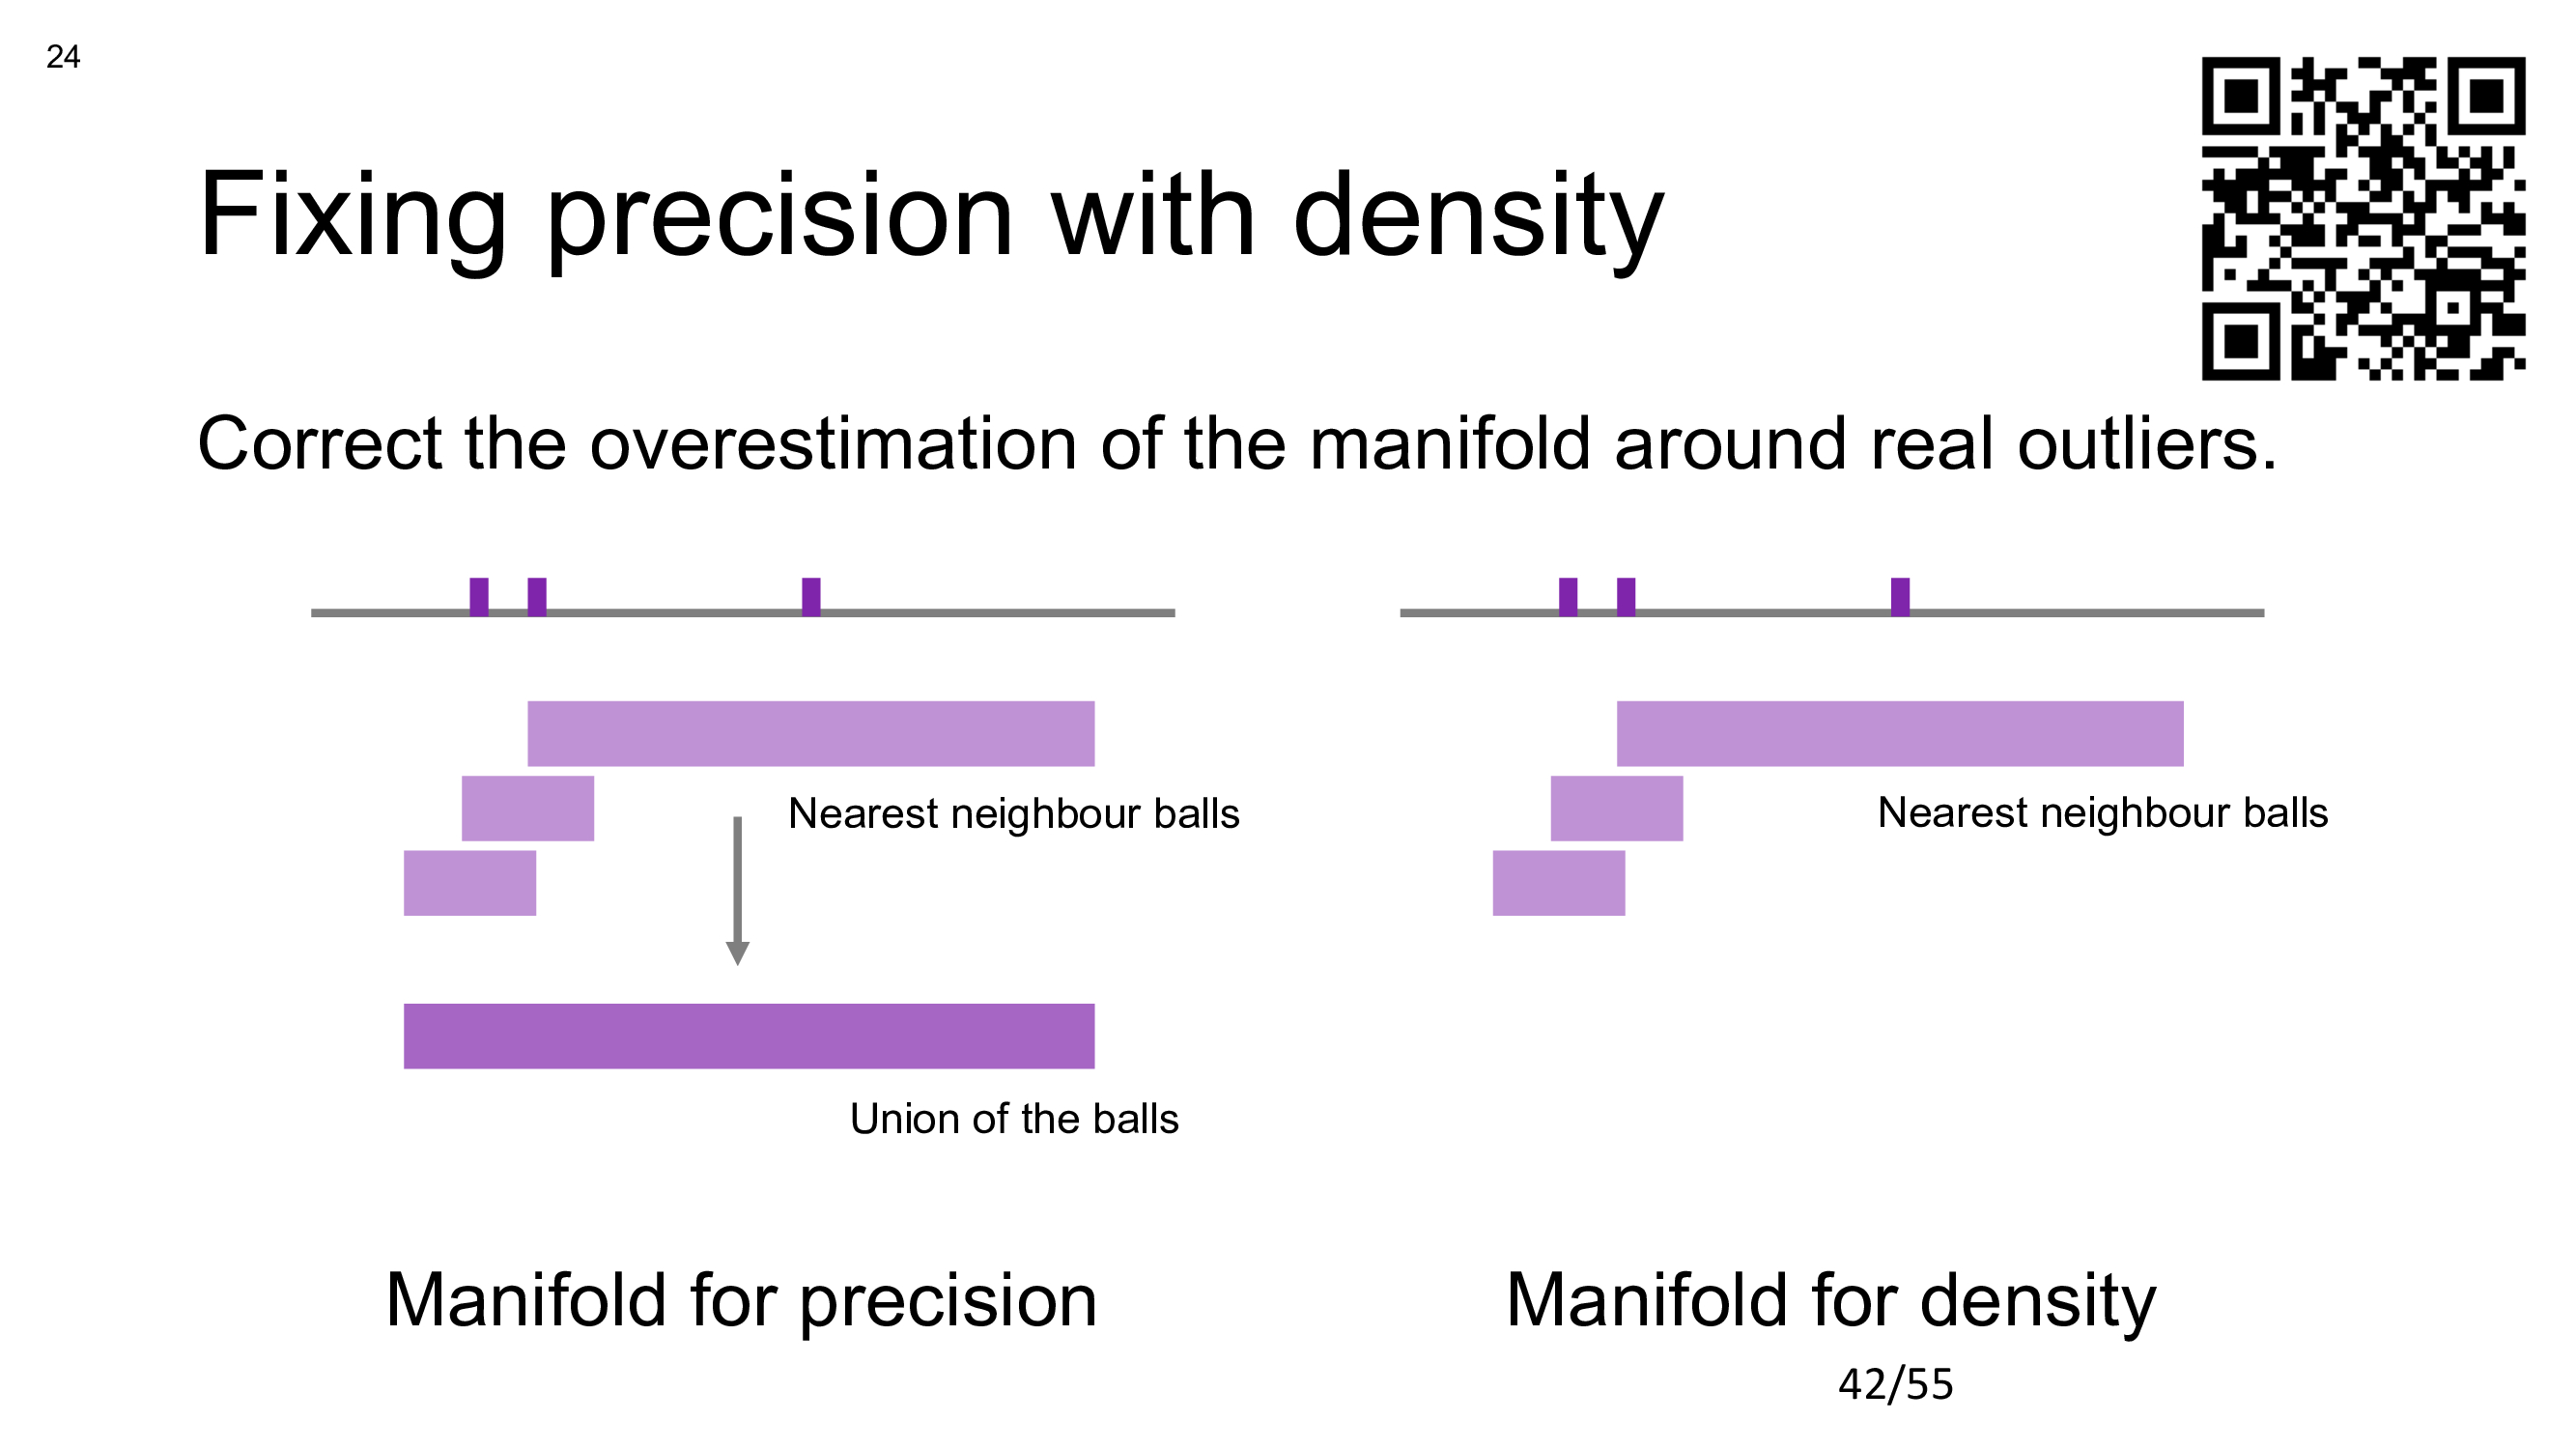 24
Fixing precision with density
Correct the overestimation of the manifold around real outliers.
Nearest neighbour balls
Union of the balls
Manifold for precision
Nearest neighbour balls
Manifold for density
42/55